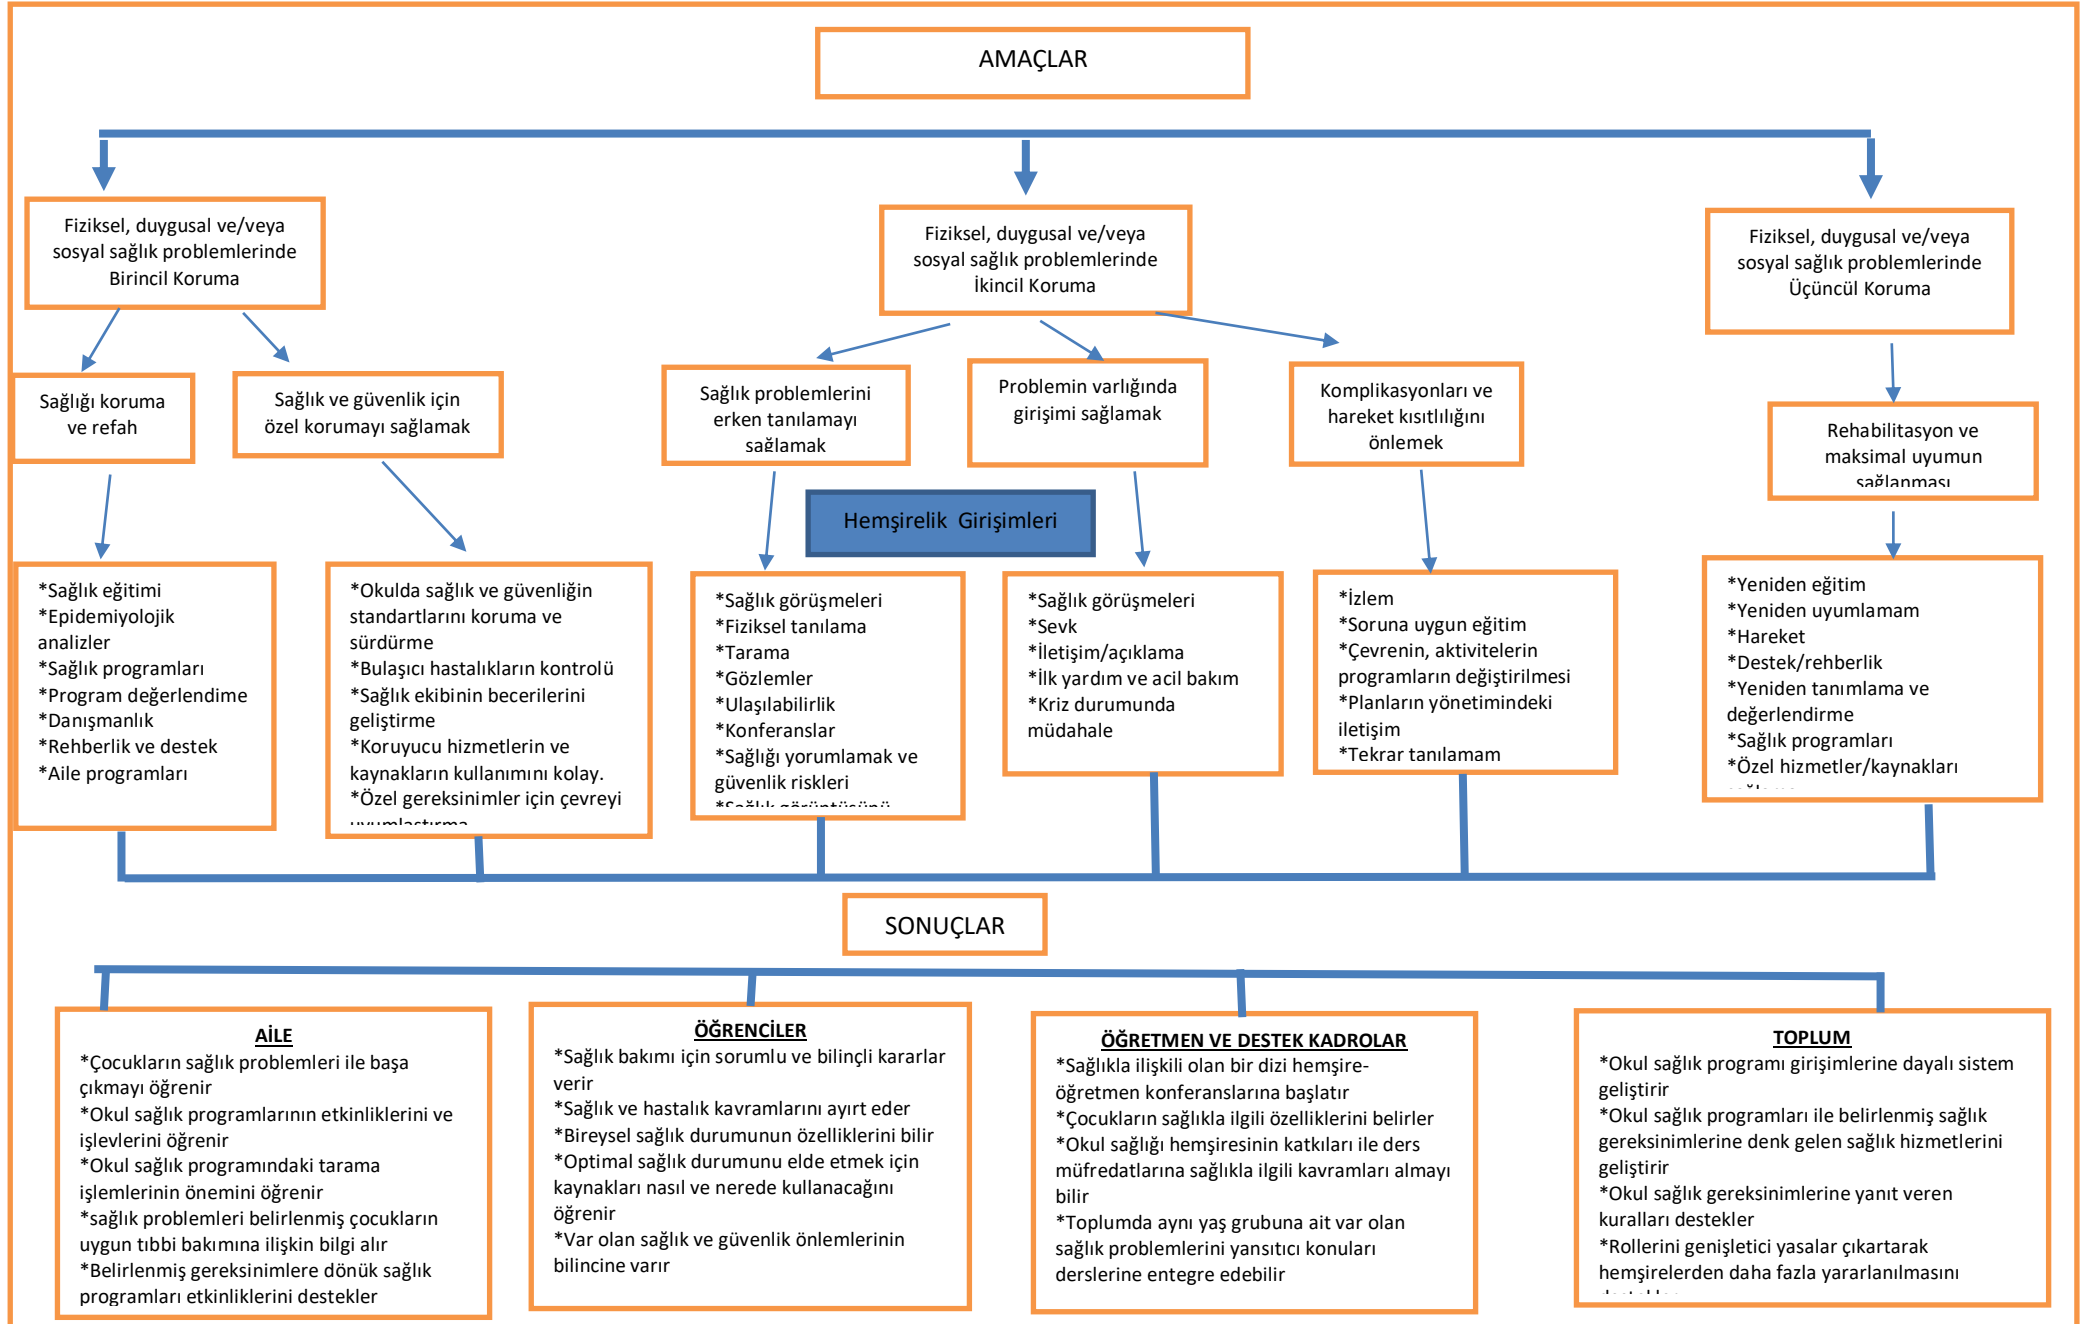 AMAÇLAR
Fiziksel, duygusal ve/veya
sosyal sağlık problemlerinde
Birincil Koruma
Fiziksel, duygusal ve/veya
sosyal sağlık problemlerinde
İkincil Koruma
Fiziksel, duygusal ve/veya
sosyal sağlık problemlerinde
Üçüncül Koruma
Sağlığı koruma
ve refah
Sağlık ve güvenlik için
özel korumayı sağlamak
Sağlık problemlerini
erken tanılamayı
sağlamak
Problemin varlığında
girişimi sağlamak
Komplikasyonları ve
hareket kısıtlılığını
önlemek
Rehabilitasyon ve
maksimal uyumun
sağlanması
Hemşirelik Girişimleri
*Sağlık eğitimi
*Epidemiyolojik
analizler
*Sağlık programları
*Program değerlendime
*Danışmanlık
*Rehberlik ve destek
*Aile programları
*Okulda sağlık ve güvenliğin
standartlarını koruma ve
sürdürme
*Bulaşıcı hastalıkların kontrolü
*Sağlık ekibinin becerilerini
geliştirme
*Koruyucu hizmetlerin ve
kaynakların kullanımını kolay.
*Özel gereksinimler için çevreyi
uyumlaştırma
*Sağlık görüşmeleri
*Fiziksel tanılama
*Tarama
*Gözlemler
*Ulaşılabilirlik
*Konferanslar
*Sağlığı yorumlamak ve
güvenlik riskleri
*Sağlık görüntüsünü
*Sağlık görüşmeleri
*Sevk
*İletişim/açıklama
*İlk yardım ve acil bakım
*Kriz durumunda
müdahale
*İzlem
*Soruna uygun eğitim
*Çevrenin, aktivitelerin
programların değiştirilmesi
*Planların yönetimindeki
iletişim
*Tekrar tanılamam
*Yeniden eğitim
*Yeniden uyumlamam
*Hareket
*Destek/rehberlik
*Yeniden tanımlama ve
değerlendirme
*Sağlık programları
*Özel hizmetler/kaynakları
SONUÇLAR
AİLE
*Çocukların sağlık problemleri ile başa
çıkmayı öğrenir
*Okul sağlık programlarının etkinliklerini ve
işlevlerini öğrenir
*Okul sağlık programındaki tarama
işlemlerinin önemini öğrenir
*sağlık problemleri belirlenmiş çocukların
uygun tıbbi bakımına ilişkin bilgi alır
*Belirlenmiş gereksinimlere dönük sağlık
programları etkinliklerini destekler
ÖĞRENCİLER
*Sağlık bakımı için sorumlu ve bilinçli kararlar
verir
*Sağlık ve hastalık kavramlarını ayırt eder
*Bireysel sağlık durumunun özelliklerini bilir
*Optimal sağlık durumunu elde etmek için
kaynakları nasıl ve nerede kullanacağını
öğrenir
*Var olan sağlık ve güvenlik önlemlerinin
bilincine varır
ÖĞRETMEN VE DESTEK KADROLAR
*Sağlıkla ilişkili olan bir dizi hemşire-
öğretmen konferanslarına başlatır
*Çocukların sağlıkla ilgili özelliklerini belirler
*Okul sağlığı hemşiresinin katkıları ile ders
müfredatlarına sağlıkla ilgili kavramları almayı
bilir
*Toplumda aynı yaş grubuna ait var olan
sağlık problemlerini yansıtıcı konuları
derslerine entegre edebilir
TOPLUM
*Okul sağlık programı girişimlerine dayalı sistem
geliştirir
*Okul sağlık programları ile belirlenmiş sağlık
gereksinimlerine denk gelen sağlık hizmetlerini
geliştirir
*Okul sağlık gereksinimlerine yanıt veren
kuralları destekler
*Rollerini genişletici yasalar çıkartarak
hemşirelerden daha fazla yararlanılmasını